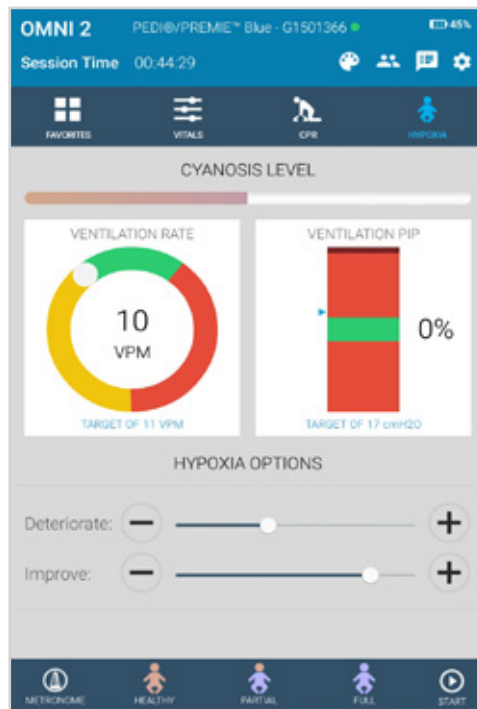 OMNI 2 PEDI®/PREMIE™ Blue - G1501366 45%
Session Time 00:44:29
FAVORITES VITALS CPR HYPOXIA
CYANOSIS LEVEL
VENTILATION RATE VENTILATION PIP
10
VPM
0%
TARGET OF 11 VPM TARGET OF 17 cmH2O
HYPOXIA OPTIONS
Deteriorate:
Improve:
METRONOME HEALTHY PARTIAL FULL START